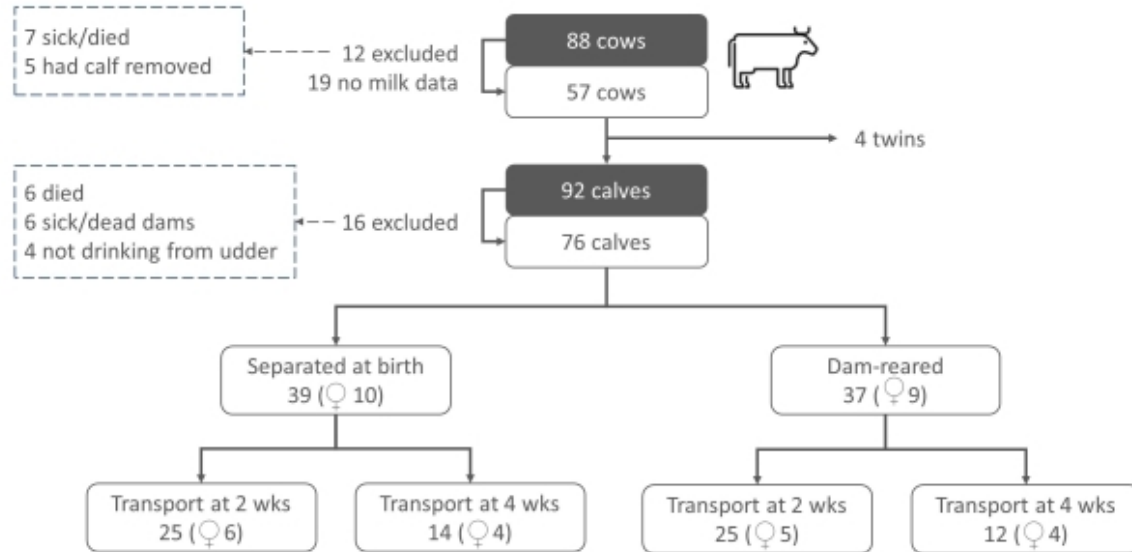 7 sick/died
5 had calf removed
12 excluded
19 no milk data
88 cows
57 cows
4 twins
6 died
6 sick/dead dams
4 not drinking from udder
16 excluded
92 calves
76 calves
Separated at birth
39 (♀ 10)
Dam-reared
37 (♀ 9)
Transport at 2 wks
25 (♀ 6)
Transport at 4 wks
14 (♀ 4)
Transport at 2 wks
25 (♀ 5)
Transport at 4 wks
12 (♀ 4)